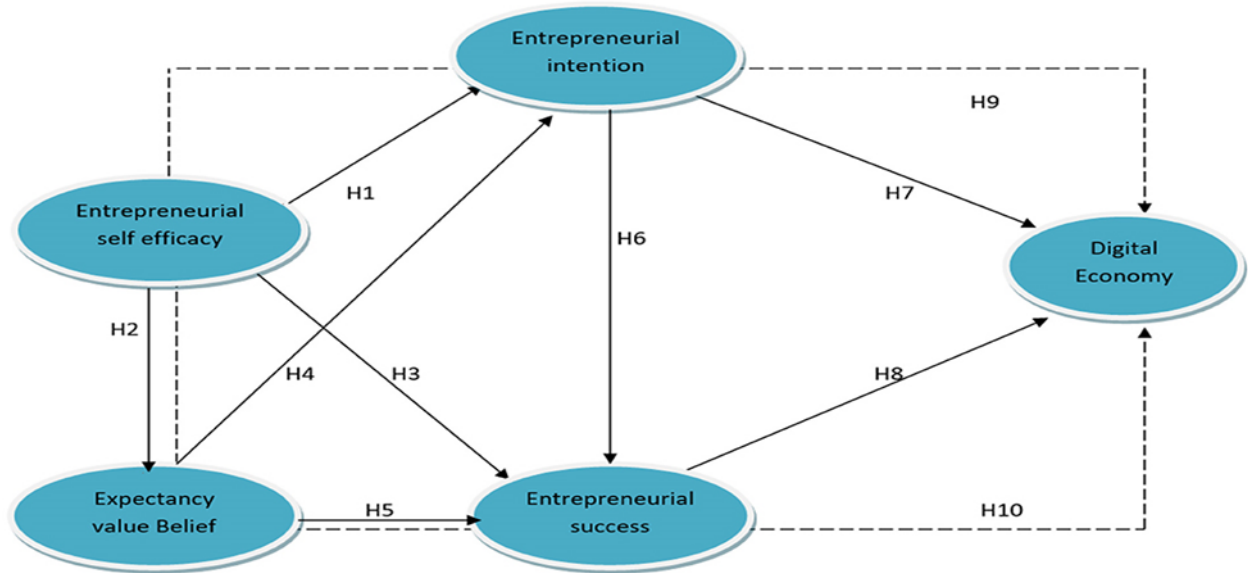 Entrepreneurial
intention
H9
H1
H7
Entrepreneurial
self efficacy
H6
Digital
Economy
H2
H4
H3
H8
Expectancy
value Belief
H5
Entrepreneurial
success
H10